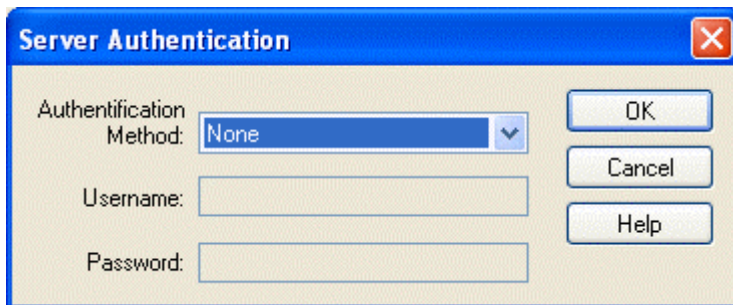 Server Authentication
Authentification
Method:
None
OK
Cancel
Username:
Help
Password: